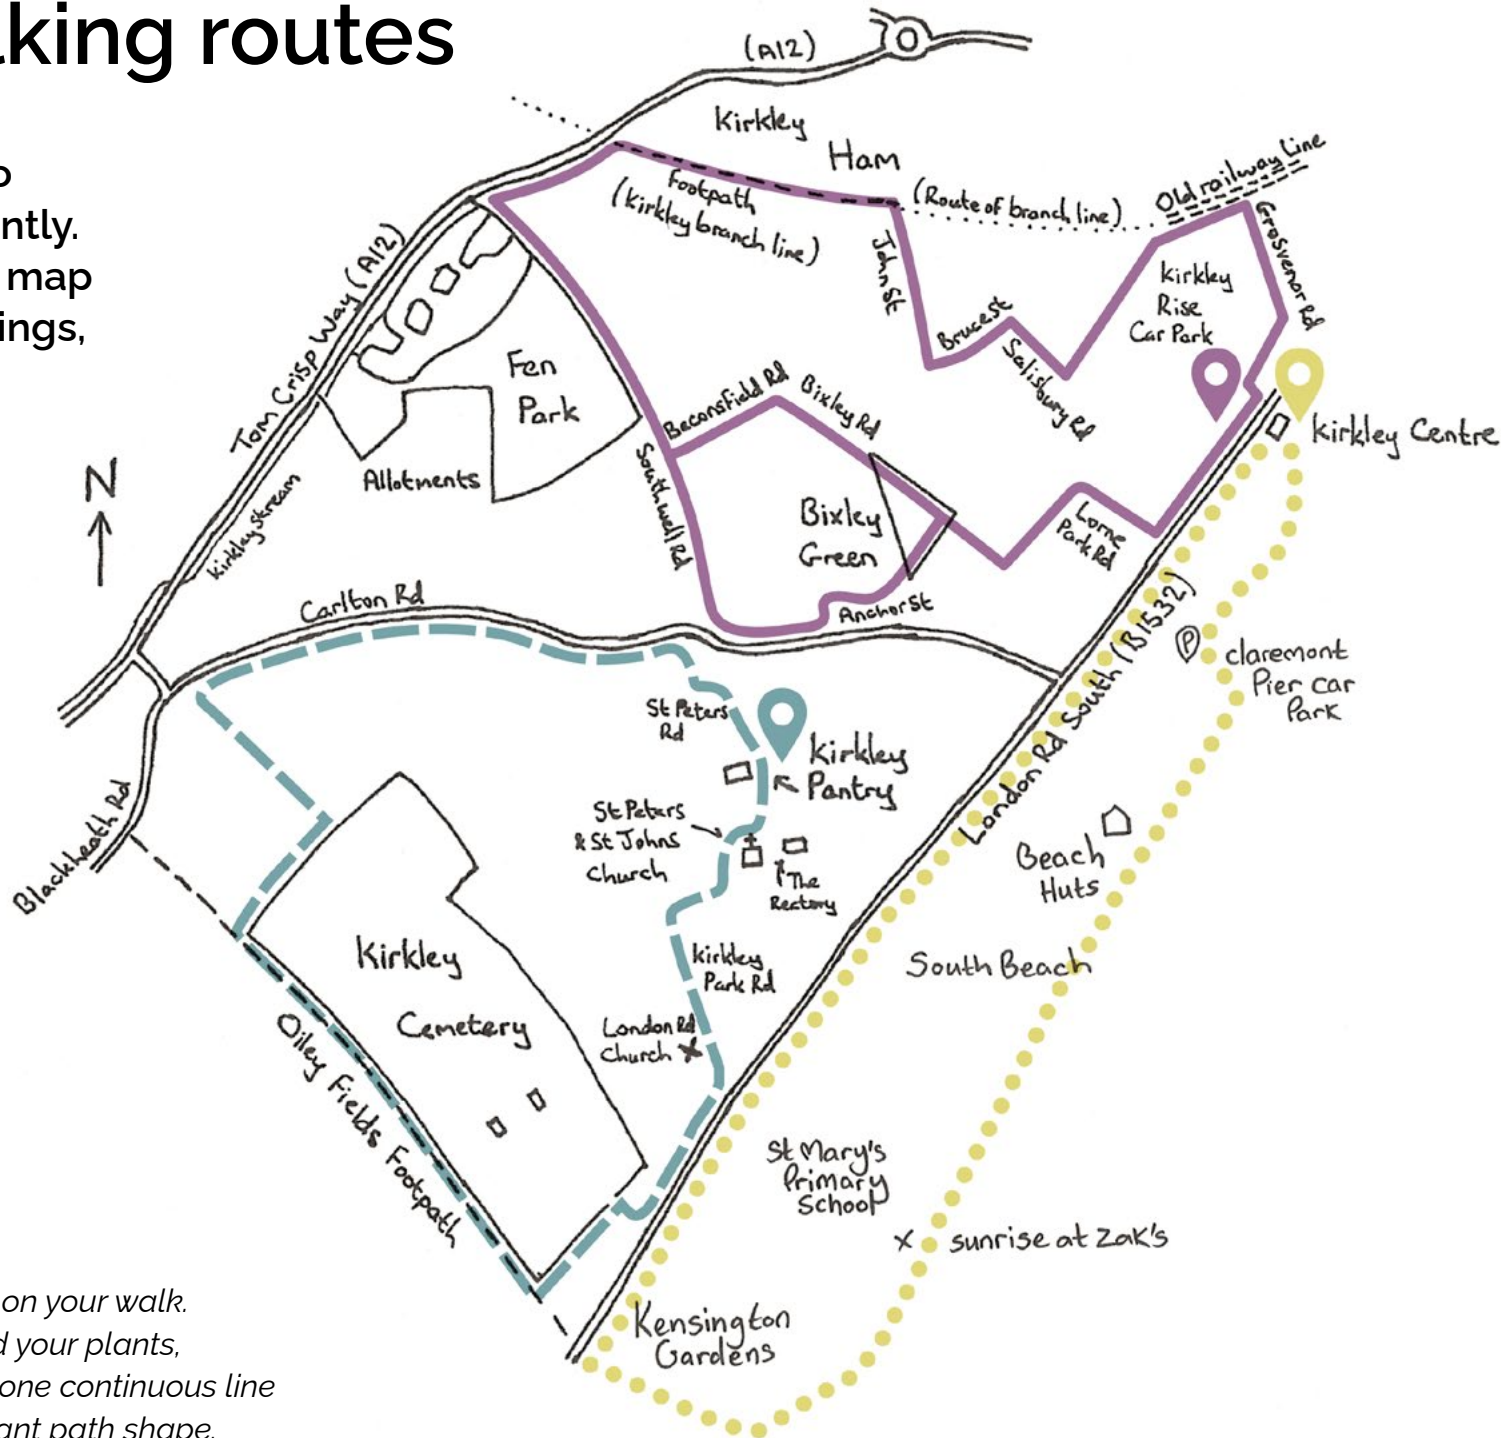 lking routes
o
ntly.
map
ings,
(A12)
Kirkley
Ham
Footpath
(Kirkley branch line)
(Route of branch line)
Old railway Line
Grosvenor Rd
John St
Bruce St
Salisbury Rd
Kirkley
Rise
Car Park
Tom Crisp Way (A12)
Fen
Park
Allotments
Kirkley Stream
N
Beconsfield Rd
Bixley Rd
Southwell Rd
Bixley
Green
Anchor St
Lorne
Park Rd
Kirkley Centre
Carlton Rd
London Rd South (B1532)
P
Claremont
Pier Car
Park
St Peters
Rd
Kirkley
Pantry
St Peters
& St Johns
Church
The
Rectory
Beach
Huts
Blackheath Rd
Kirkley
Cemetery
Kirkley
Park Rd
South Beach
London Rd
Church
Oiley Fields Footpath
St Mary's
Primary
School
sunrise at Zak's
Kensington
Gardens
on your walk.
d your plants,
one continuous line
ant path shape.